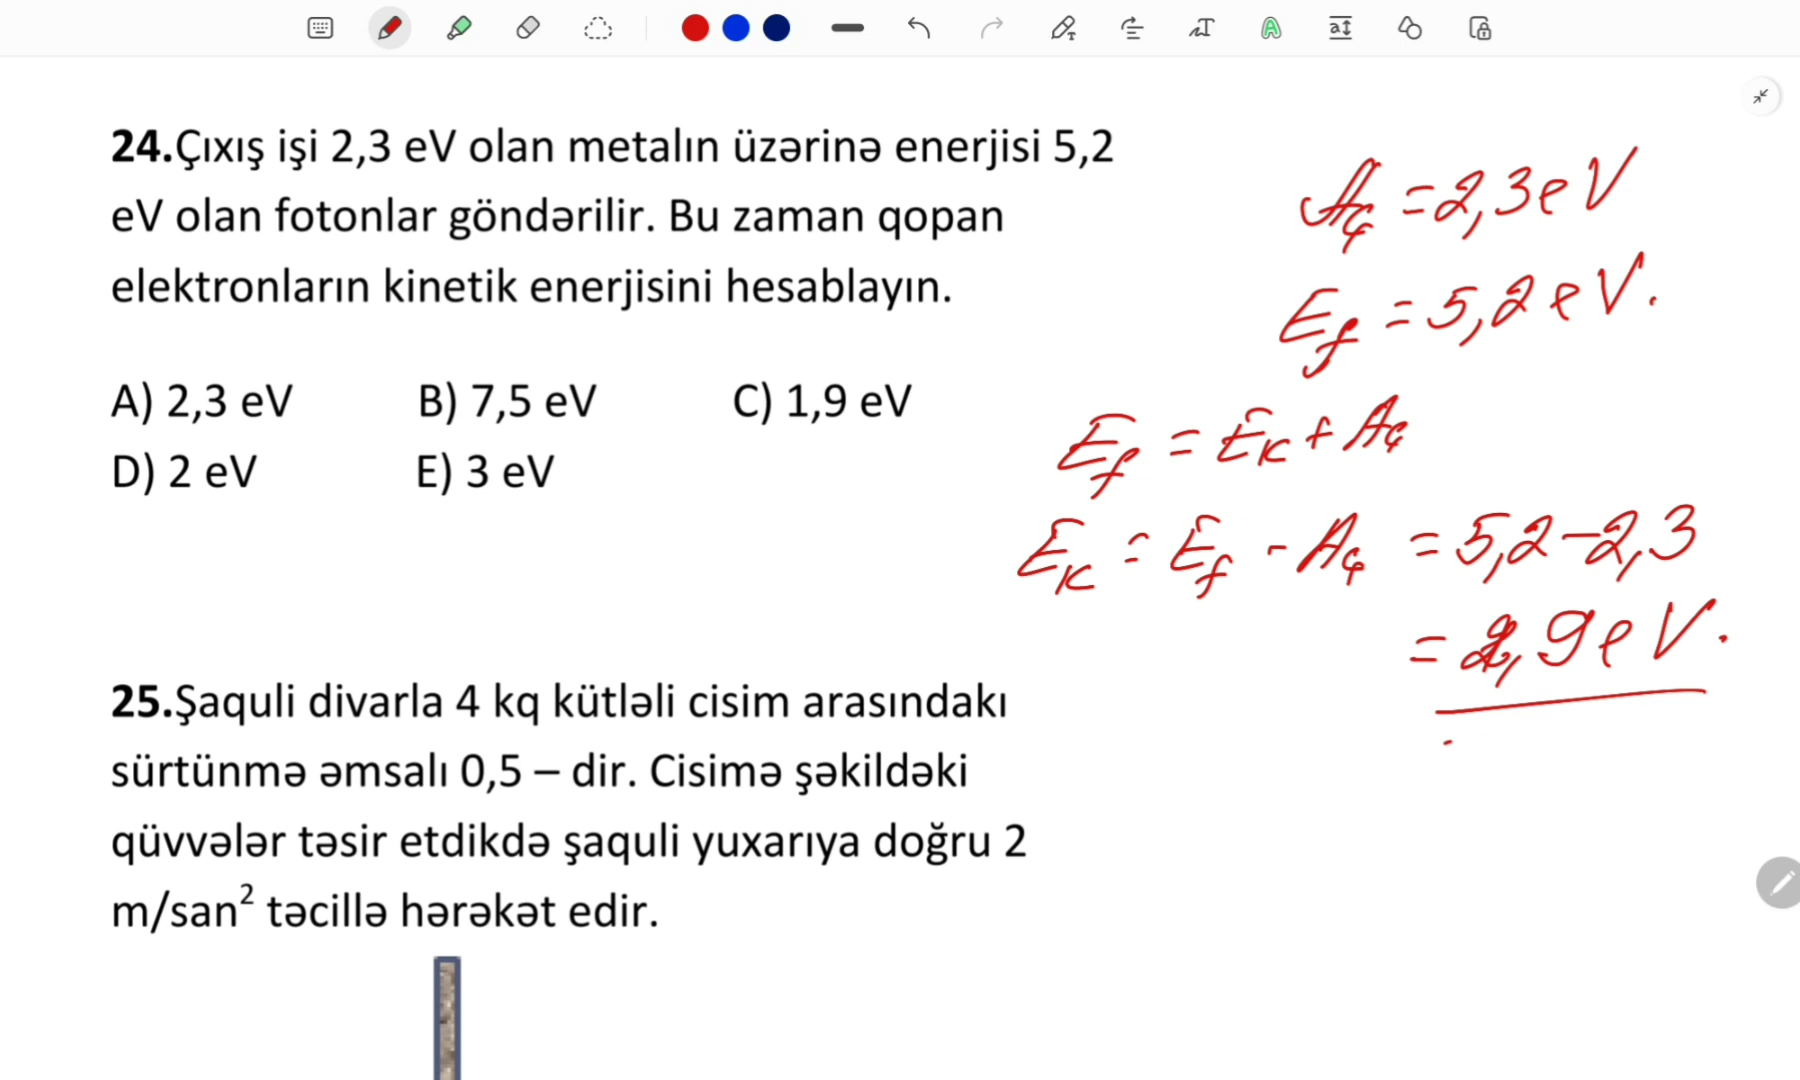 24.Çıxış işi 2,3 eV olan metalın üzərinə enerjisi 5,2
eV olan fotonlar göndərilir. Bu zaman qopan
elektronların kinetik enerjisini hesablayın.
A) 2,3 eV B) 7,5 eV C) 1,9 eV
D) 2 eV E) 3 eV
Aç = 2,3 eV
Ef = 5,2 eV.
Ef = Ek + Aç
Ek = Ef - Aç = 5,2 - 2,3
= 2,9 eV.
25.Şaquli divarla 4 kq kütləli cisim arasındakı
sürtünmə əmsalı 0,5 – dir. Cisimə şəkildəki
qüvvələr təsir etdikdə şaquli yuxarıya doğru 2
m/san² təcillə hərəkət edir.